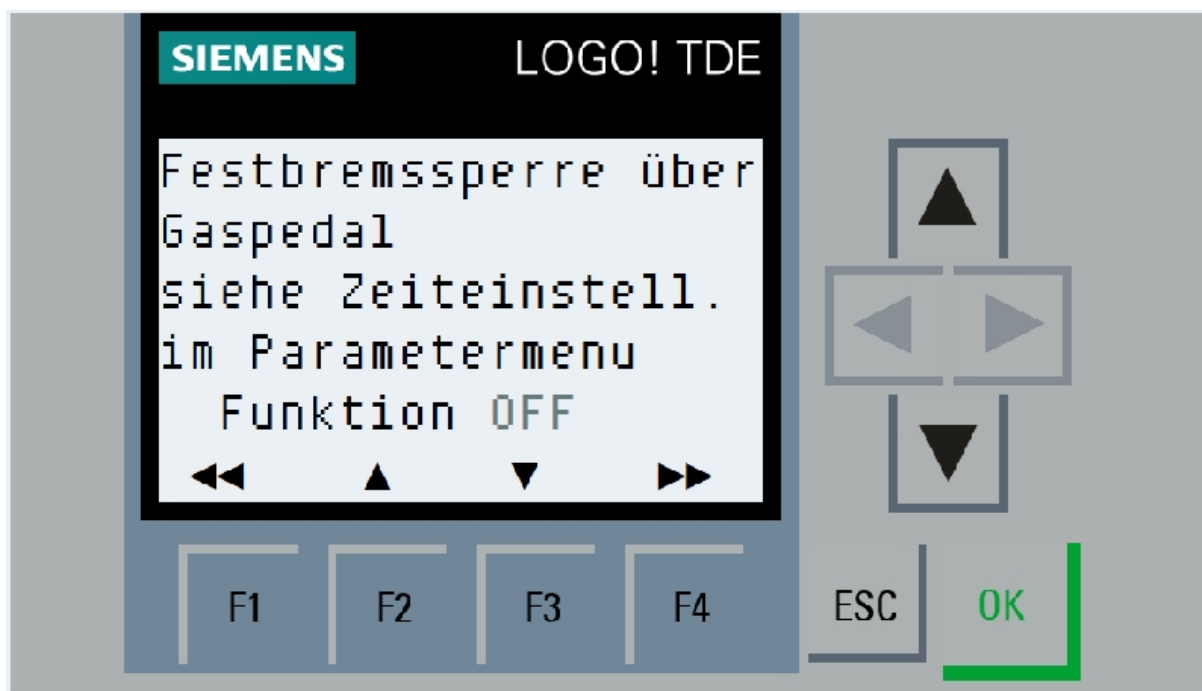 SIEMENS LOGO! TDE
Festbremssperre über
Gaspedal
siehe Zeiteinstell.
im Parametermenu
Funktion OFF
◀◀ ▲ ▼ ▶▶
▲
◀ ▶
▼
F1 F2 F3 F4 ESC OK